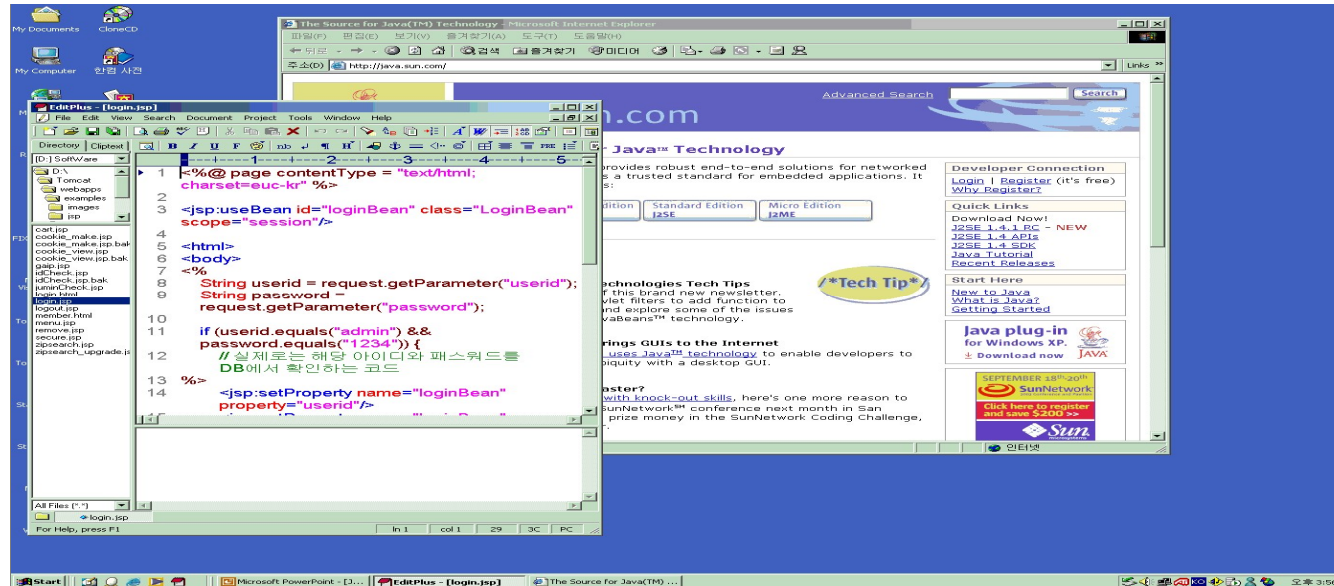 My Documents
CloneCD
My Computer
한컴 사전
The Source for Java(TM) Technology - Microsoft Internet Explorer
파일(F) 편집(E) 보기(V) 즐겨찾기(A) 도구(T) 도움말(H)
뒤로 검색 즐겨찾기 미디어
주소(D) http://java.sun.com/ Links
Advanced Search Search
n.com
- Java™ Technology
provides robust end-to-end solutions for networked
s a trusted standard for embedded applications. It
s:
dition
Standard Edition
J2SE
Micro Edition
J2ME
echnologies Tech Tips
f this brand new newsletter.
vlet filters to add function to
nd explore some of the issues
vaBeans™ technology.
/*Tech Tip*/
rings GUIs to the Internet
uses Java™ technology to enable developers to
biquity with a desktop GUI.
aster?
with knock-out skills, here's one more reason to
SunNetwork℠ conference next month in San
prize money in the SunNetwork Coding Challenge,
Developer Connection
Login | Register (it's free)
Why Register?
Quick Links
Download Now!
J2SE 1.4.1 RC - NEW
J2SE 1.4 APIs
J2SE 1.4 SDK
Java Tutorial
Recent Releases
Start Here
New to Java
What is Java?
Getting Started
Java plug-in
for Windows XP.
Download now JAVA
SEPTEMBER 18th-20th
SunNetwork
Click here to register
and save $200 >>
Sun
인터넷
EditPlus - [login.jsp]
File Edit View Search Document Project Tools Window Help
Directory Cliptext
[D:] SoftWare
D:\
Tomcat
webapps
examples
images
jsp
cart.jsp
cookie_make.jsp
cookie_make.jsp.bak
cookie_view.jsp
cookie_view.jsp.bak
gaip.jsp
idCheck.jsp
idCheck.jsp.bak
juminCheck.jsp
login.html
login.jsp
logout.jsp
member.html
menu.jsp
remove.jsp
secure.jsp
zipsearch.jsp
zipsearch_upgrade.js
All Files (*.*)
----+----1----+----2----+----3----+----4----+----5--
1 <%@ page contentType = "text/html;
charset=euc-kr" %>
2
3 <jsp:useBean id="loginBean" class="LoginBean"
scope="session"/>
4
5 <html>
6 <body>
7 <%
8 String userid = request.getParameter("userid");
9 String password =
request.getParameter("password");
10
11 if (userid.equals("admin") &&
password.equals("1234")) {
12 // 실제로는 해당 아이디와 패스워드를
DB에서 확인하는 코드
13 %>
14 <jsp:setProperty name="loginBean"
property="userid"/>
login.jsp
For Help, press F1 ln 1 col 1 29 3C PC
Start Microsoft PowerPoint - [J... EditPlus - [login.jsp] The Source for Java(TM) ...